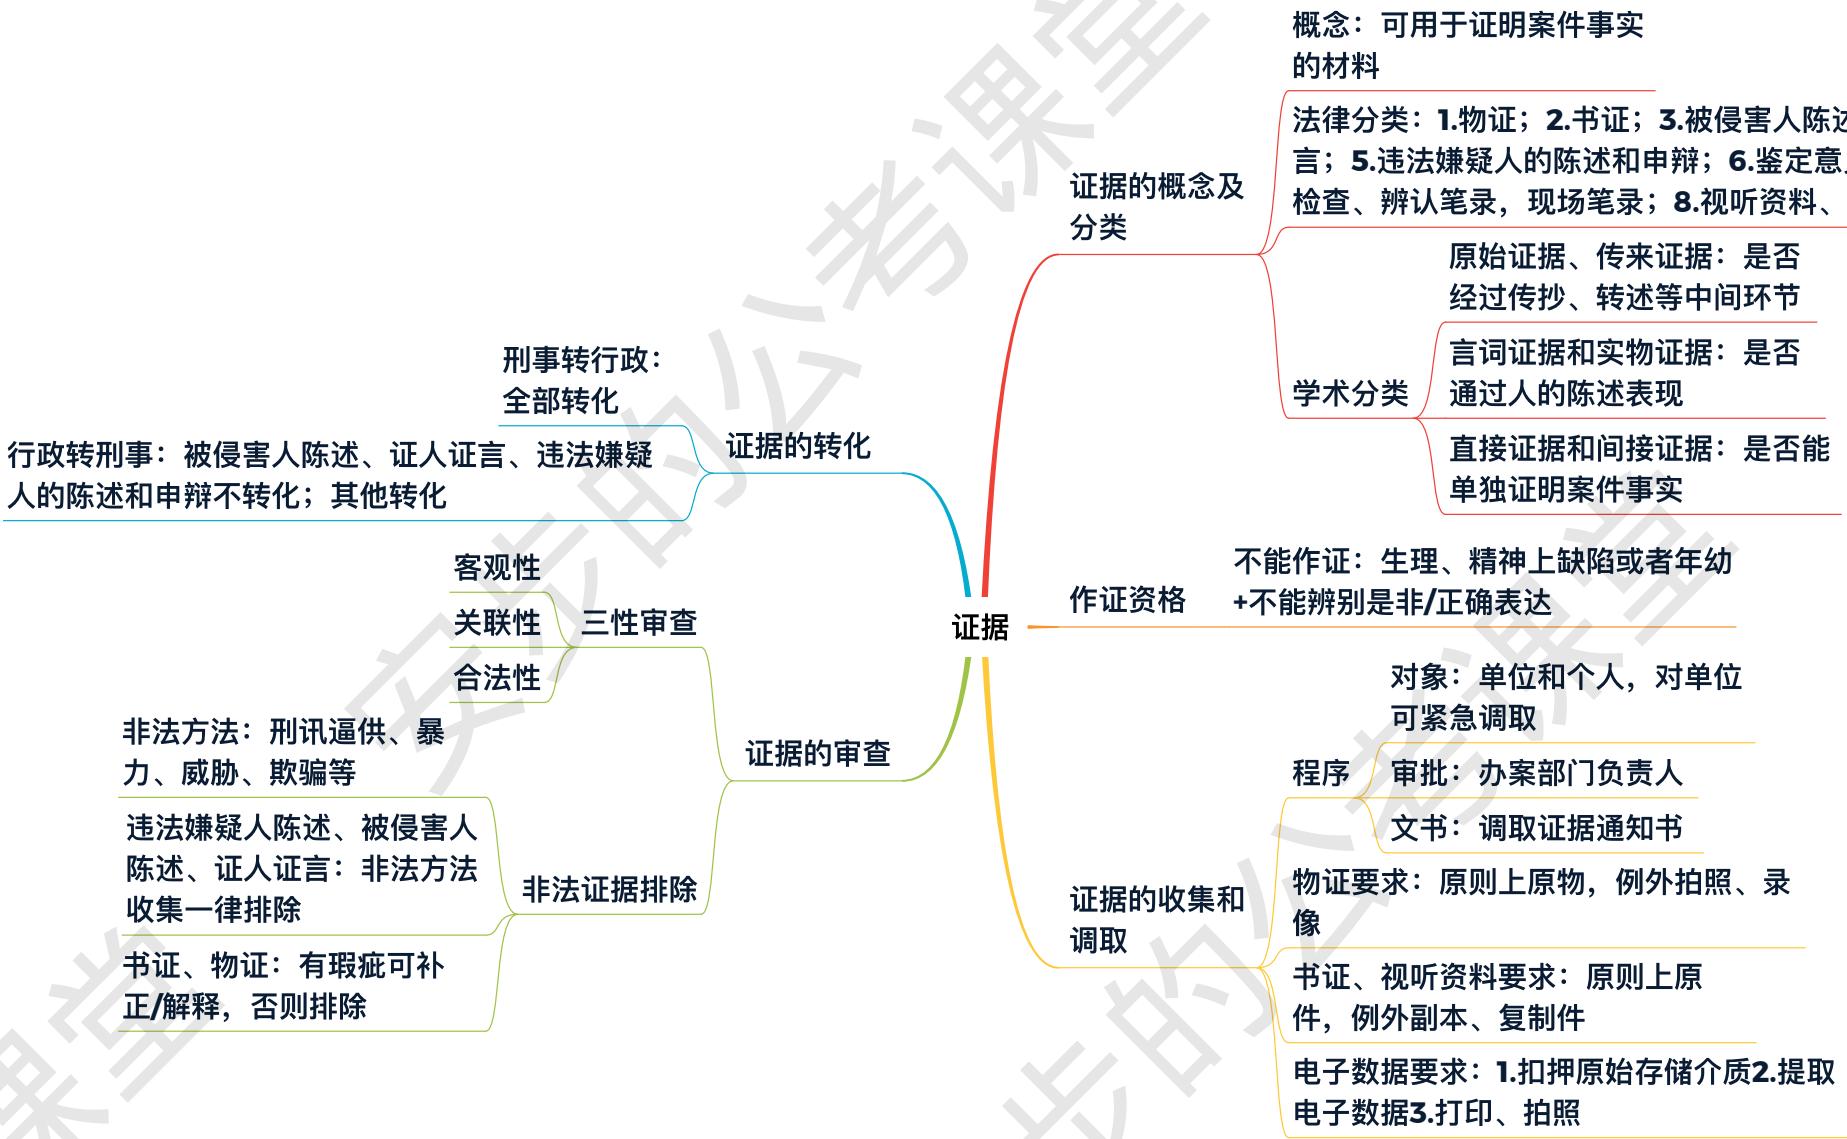 证据
证据的概念及
分类
概念：可用于证明案件事实
的材料
法律分类：1.物证；2.书证；3.被侵害人陈述
言；5.违法嫌疑人的陈述和申辩；6.鉴定意
检查、辨认笔录，现场笔录；8.视听资料、
学术分类
原始证据、传来证据：是否
经过传抄、转述等中间环节
言词证据和实物证据：是否
通过人的陈述表现
直接证据和间接证据：是否能
单独证明案件事实
作证资格
不能作证：生理、精神上缺陷或者年幼
+不能辨别是非/正确表达
证据的收集和
调取
程序
对象：单位和个人，对单位
可紧急调取
审批：办案部门负责人
文书：调取证据通知书
物证要求：原则上原物，例外拍照、录
像
书证、视听资料要求：原则上原
件，例外副本、复制件
电子数据要求：1.扣押原始存储介质2.提取
电子数据3.打印、拍照
证据的转化
刑事转行政：
全部转化
行政转刑事：被侵害人陈述、证人证言、违法嫌疑
人的陈述和申辩不转化；其他转化
证据的审查
三性审查
客观性
关联性
合法性
非法证据排除
非法方法：刑讯逼供、暴
力、威胁、欺骗等
违法嫌疑人陈述、被侵害人
陈述、证人证言：非法方法
收集一律排除
书证、物证：有瑕疵可补
正/解释，否则排除
安步的公考课堂
步的公考课堂
课堂